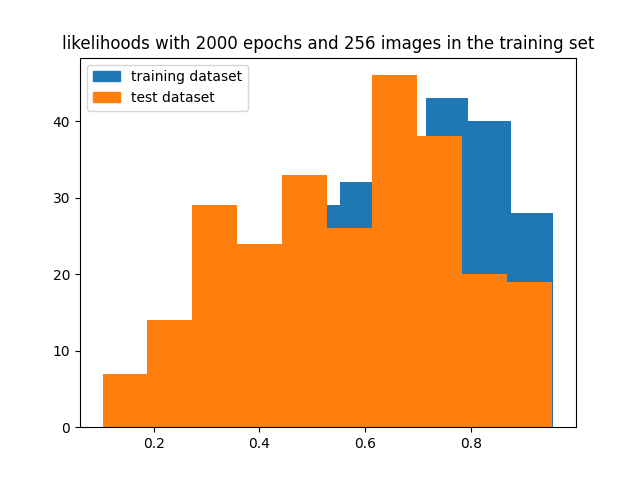 likelihoods with 2000 epochs and 256 images in the training set
training dataset
test dataset
40
30
20
10
0
0.2 0.4 0.6 0.8